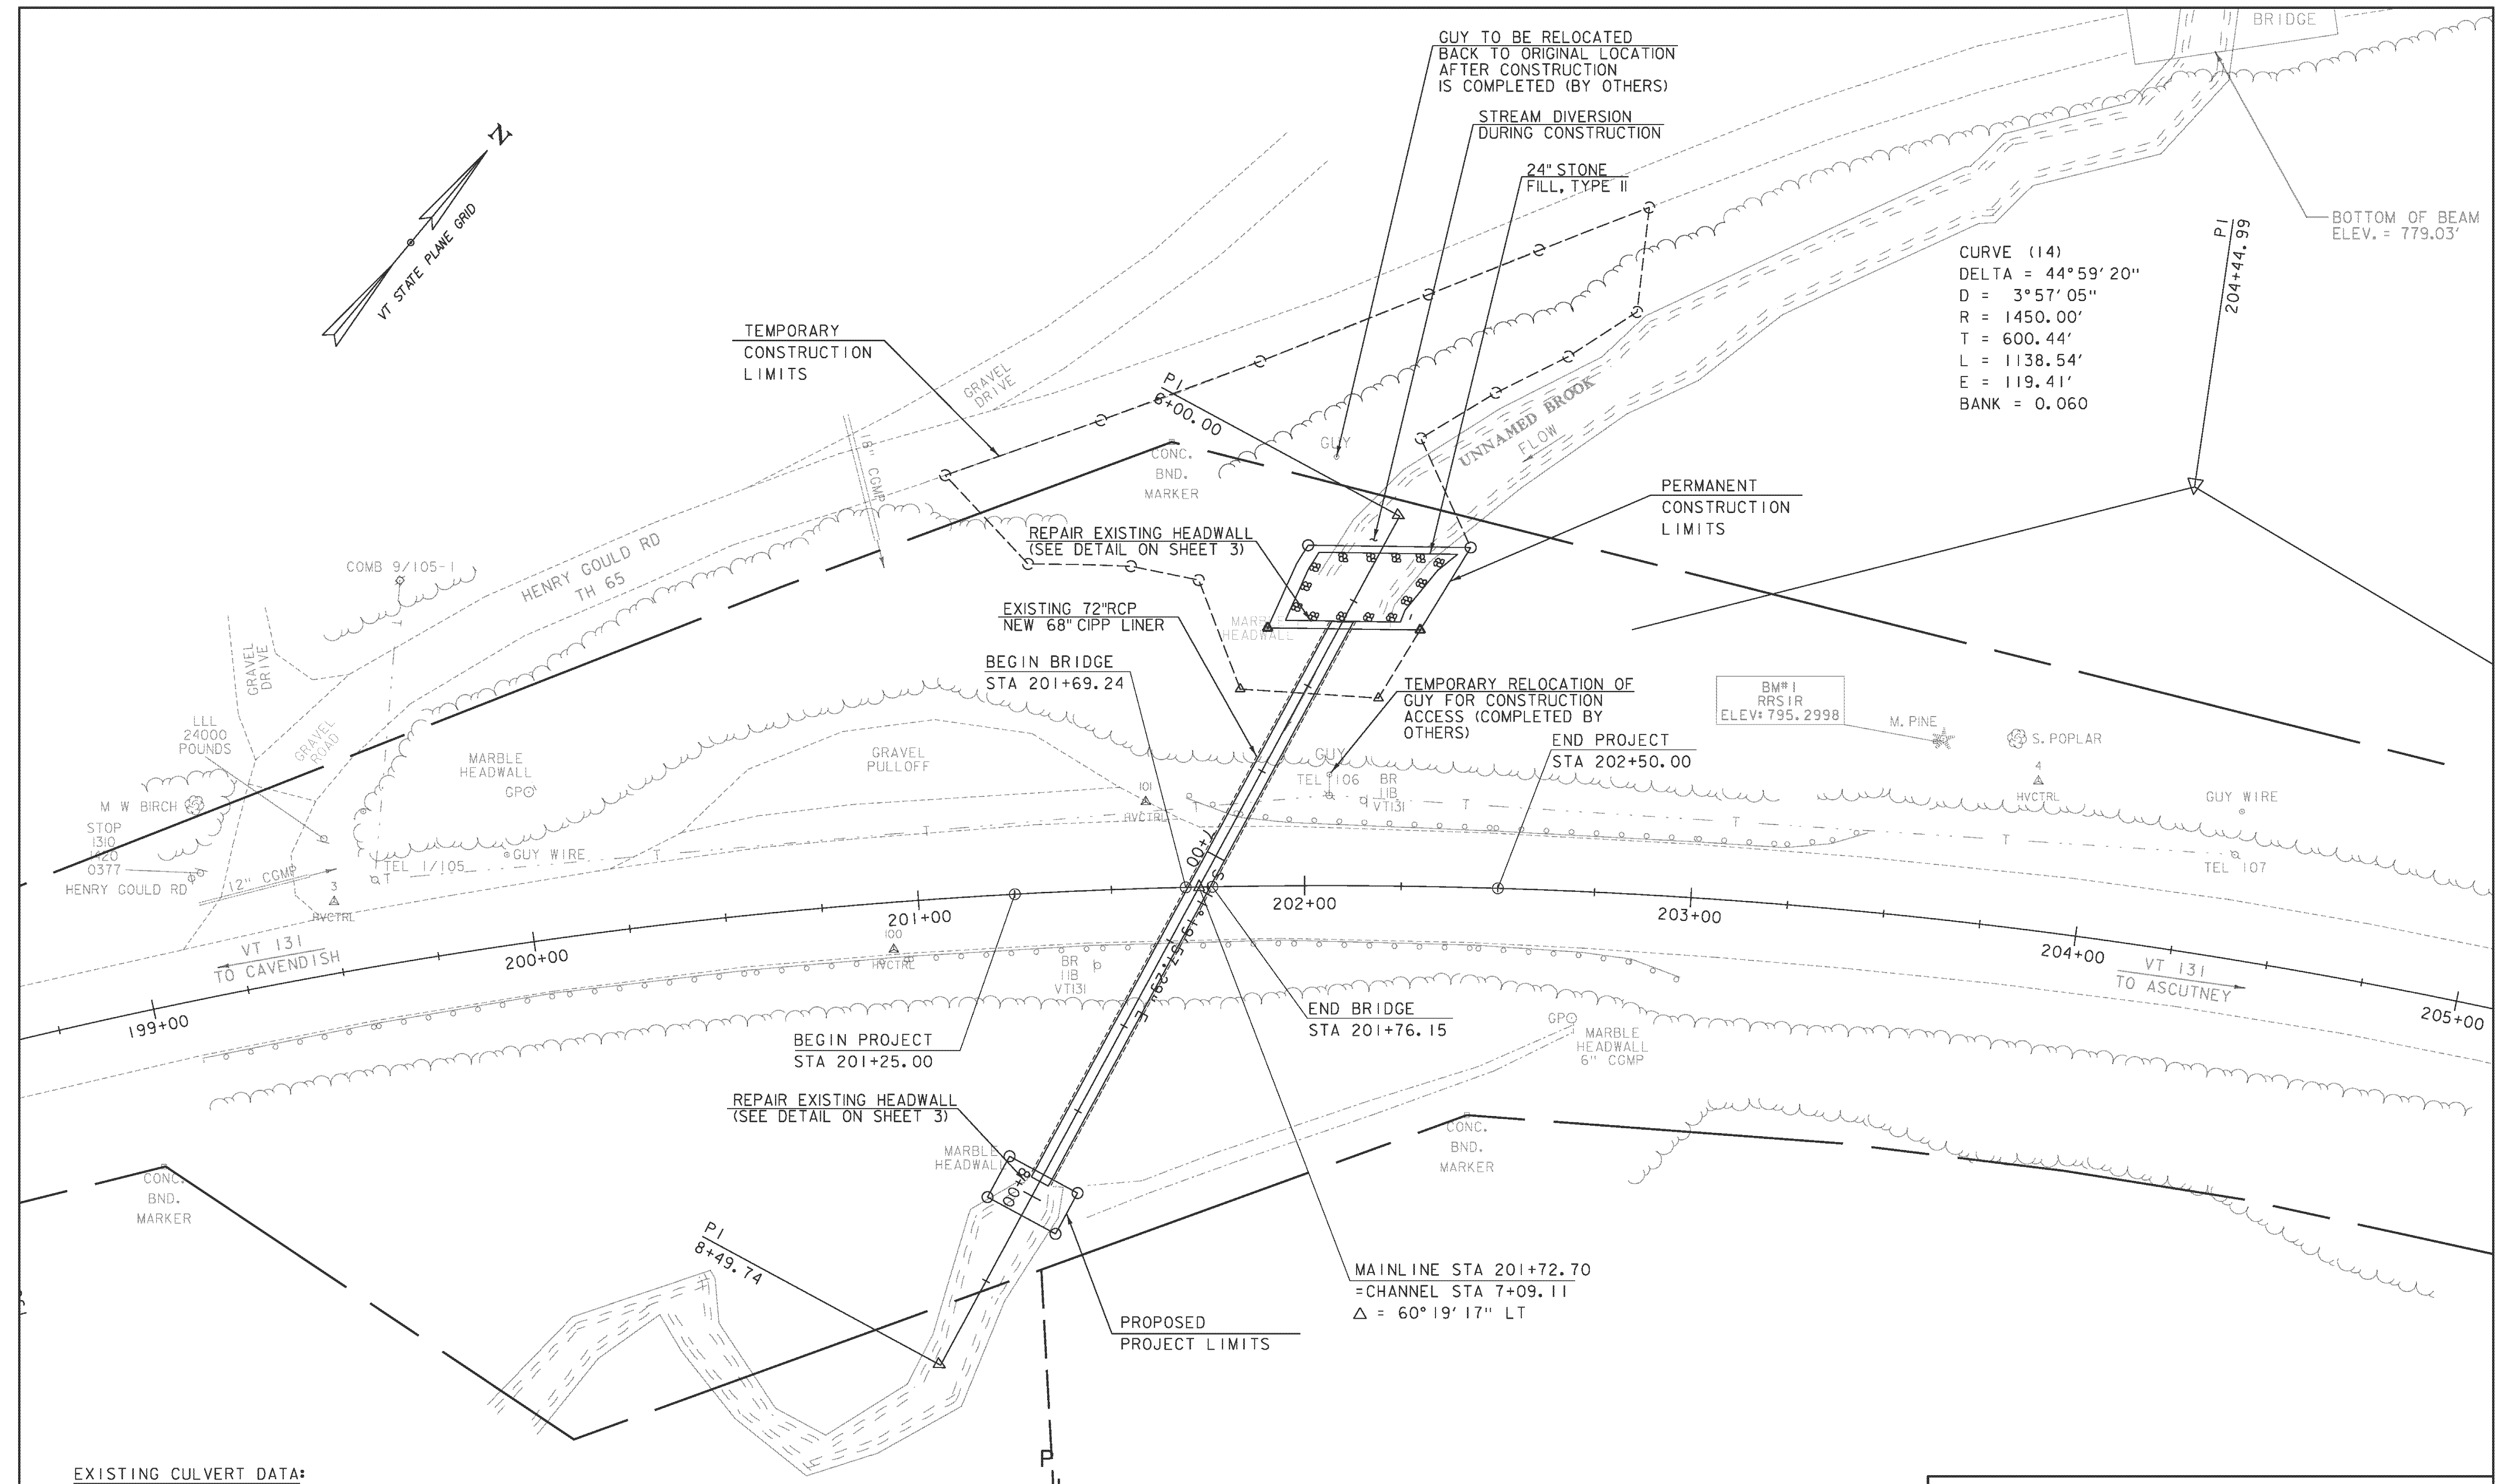 BRIDGE
GUY TO BE RELOCATED
BACK TO ORIGINAL LOCATION
AFTER CONSTRUCTION
IS COMPLETED (BY OTHERS)
STREAM DIVERSION
DURING CONSTRUCTION
24" STONE
FILL, TYPE II
N
VT STATE PLANE GRID
BOTTOM OF BEAM
ELEV. = 779.03'
PI
204+44.99
CURVE (14)
DELTA = 44°59'20"
D = 3°57'05"
R = 1450.00'
T = 600.44'
L = 1138.54'
E = 119.41'
BANK = 0.060
TEMPORARY
CONSTRUCTION
LIMITS
GRAVEL
DRIVE
PI
6+00.00
GUY
UNNAMED BROOK
FLOW
18" CGMP
CONC.
BND.
MARKER
PERMANENT
CONSTRUCTION
LIMITS
REPAIR EXISTING HEADWALL
(SEE DETAIL ON SHEET 3)
HENRY GOULD RD
TH 65
COMB 9/105-1
EXISTING 72"RCP
NEW 68" CIPP LINER
MARBLE
HEADWALL
BEGIN BRIDGE
STA 201+69.24
GRAVEL
DRIVE
TEMPORARY RELOCATION OF
GUY FOR CONSTRUCTION
ACCESS (COMPLETED BY
OTHERS)
BM#1
RRSIR
ELEV:795.2998
M. PINE
S. POPLAR
LLL
24000
POUNDS
GRAVEL
ROAD
MARBLE
HEADWALL
GPO
GRAVEL
PULLOFF
END PROJECT
STA 202+50.00
GUY
TEL 106
BR
11B
VT131
4
HVCTRL
GUY WIRE
M W BIRCH
101
HVCTRL
T
T
T
STOP
1310
1420
0377
HENRY GOULD RD
12" CGMP
TEL 1/105
T
GUY WIRE
T
T
T
TEL 107
3
HVCTRL
7+00
201+00
202+00
203+00
100
HVCTRL
VT 131
TO CAVENDISH
200+00
204+00
VT 131
TO ASCUTNEY
BR
11B
VT131
199+00
205+00
END BRIDGE
STA 201+76.15
GPO
MARBLE
HEADWALL
6" CGMP
BEGIN PROJECT
STA 201+25.00
REPAIR EXISTING HEADWALL
(SEE DETAIL ON SHEET 3)
MARBLE
HEADWALL
CONC.
BND.
MARKER
CONC.
BND.
MARKER
8+00
PI
8+49.74
MAINLINE STA 201+72.70
=CHANNEL STA 7+09.11
Δ = 60°19'17" LT
PROPOSED
PROJECT LIMITS
P
EXISTING CULVERT DATA: